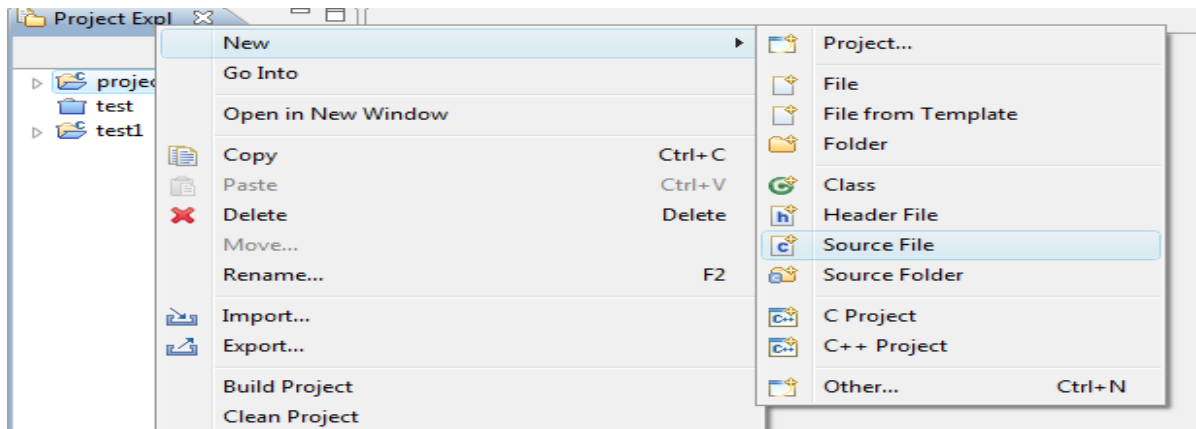 Project Expl
New
Go Into
Open in New Window
Copy Ctrl+C
Paste Ctrl+V
Delete Delete
Move...
Rename... F2
Import...
Export...
Build Project
Clean Project
projec
test
test1
Project...
File
File from Template
Folder
Class
Header File
Source File
Source Folder
C Project
C++ Project
Other... Ctrl+N